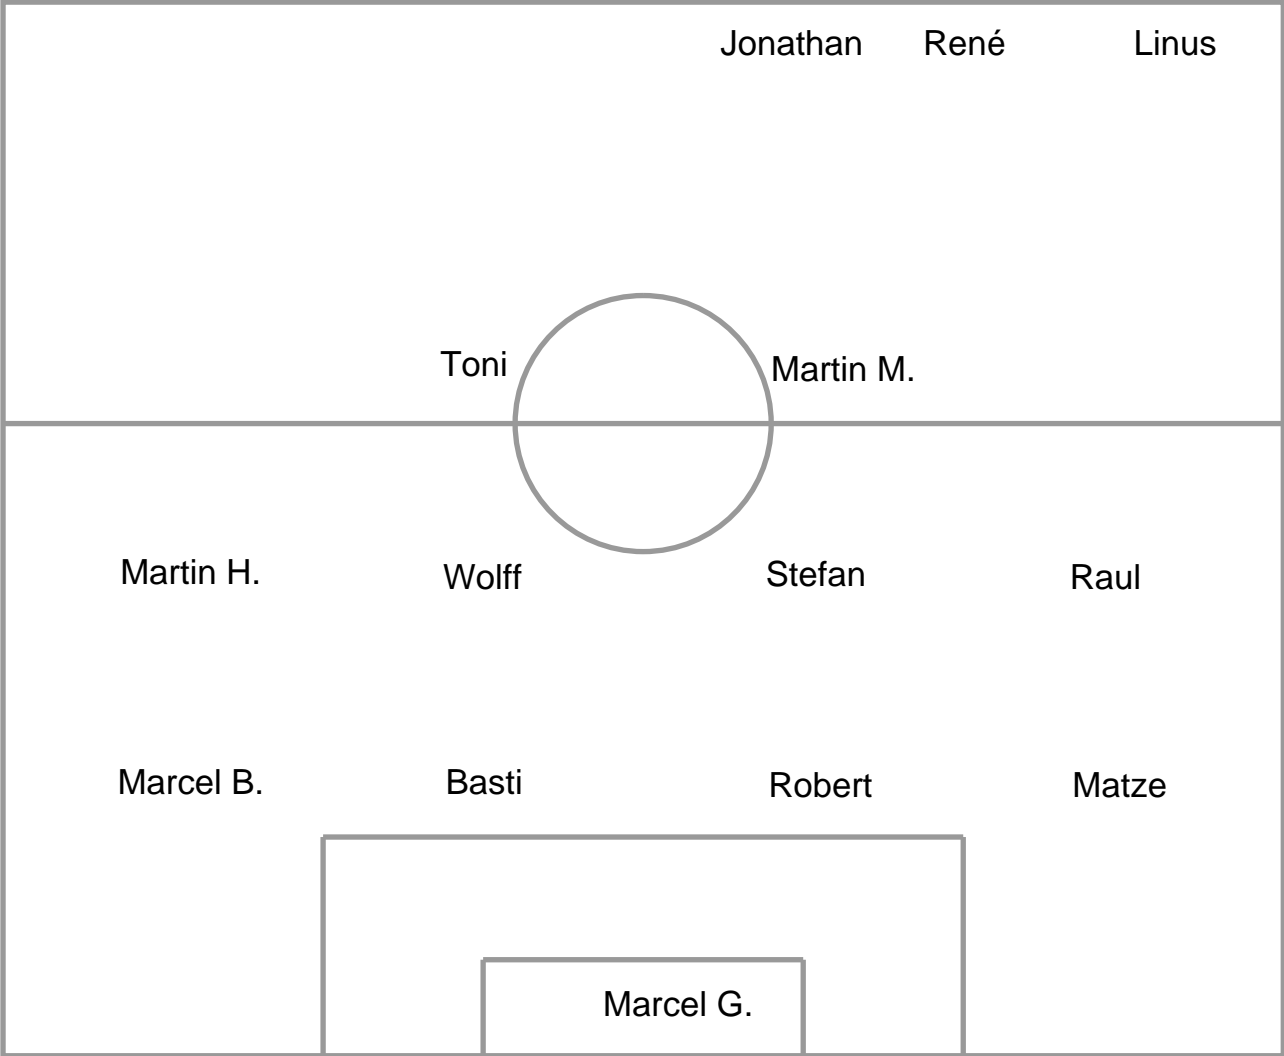 Jonathan René Linus
Toni Martin M.
Martin H. Wolff Stefan Raul
Marcel B. Basti Robert Matze
Marcel G.